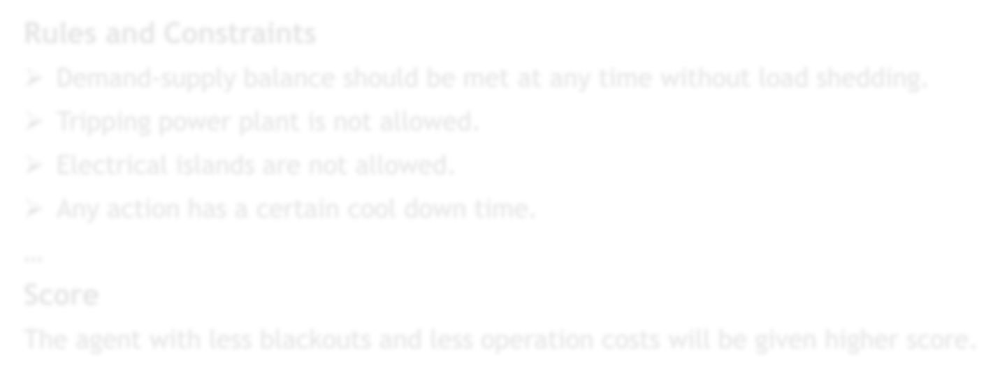 Rules and Constraints
➢ Demand-supply balance should be met at any time without load shedding.
➢ Tripping power plant is not allowed.
➢ Electrical islands are not allowed.
➢ Any action has a certain cool down time.
...
Score
The agent with less blackouts and less operation costs will be given higher score.